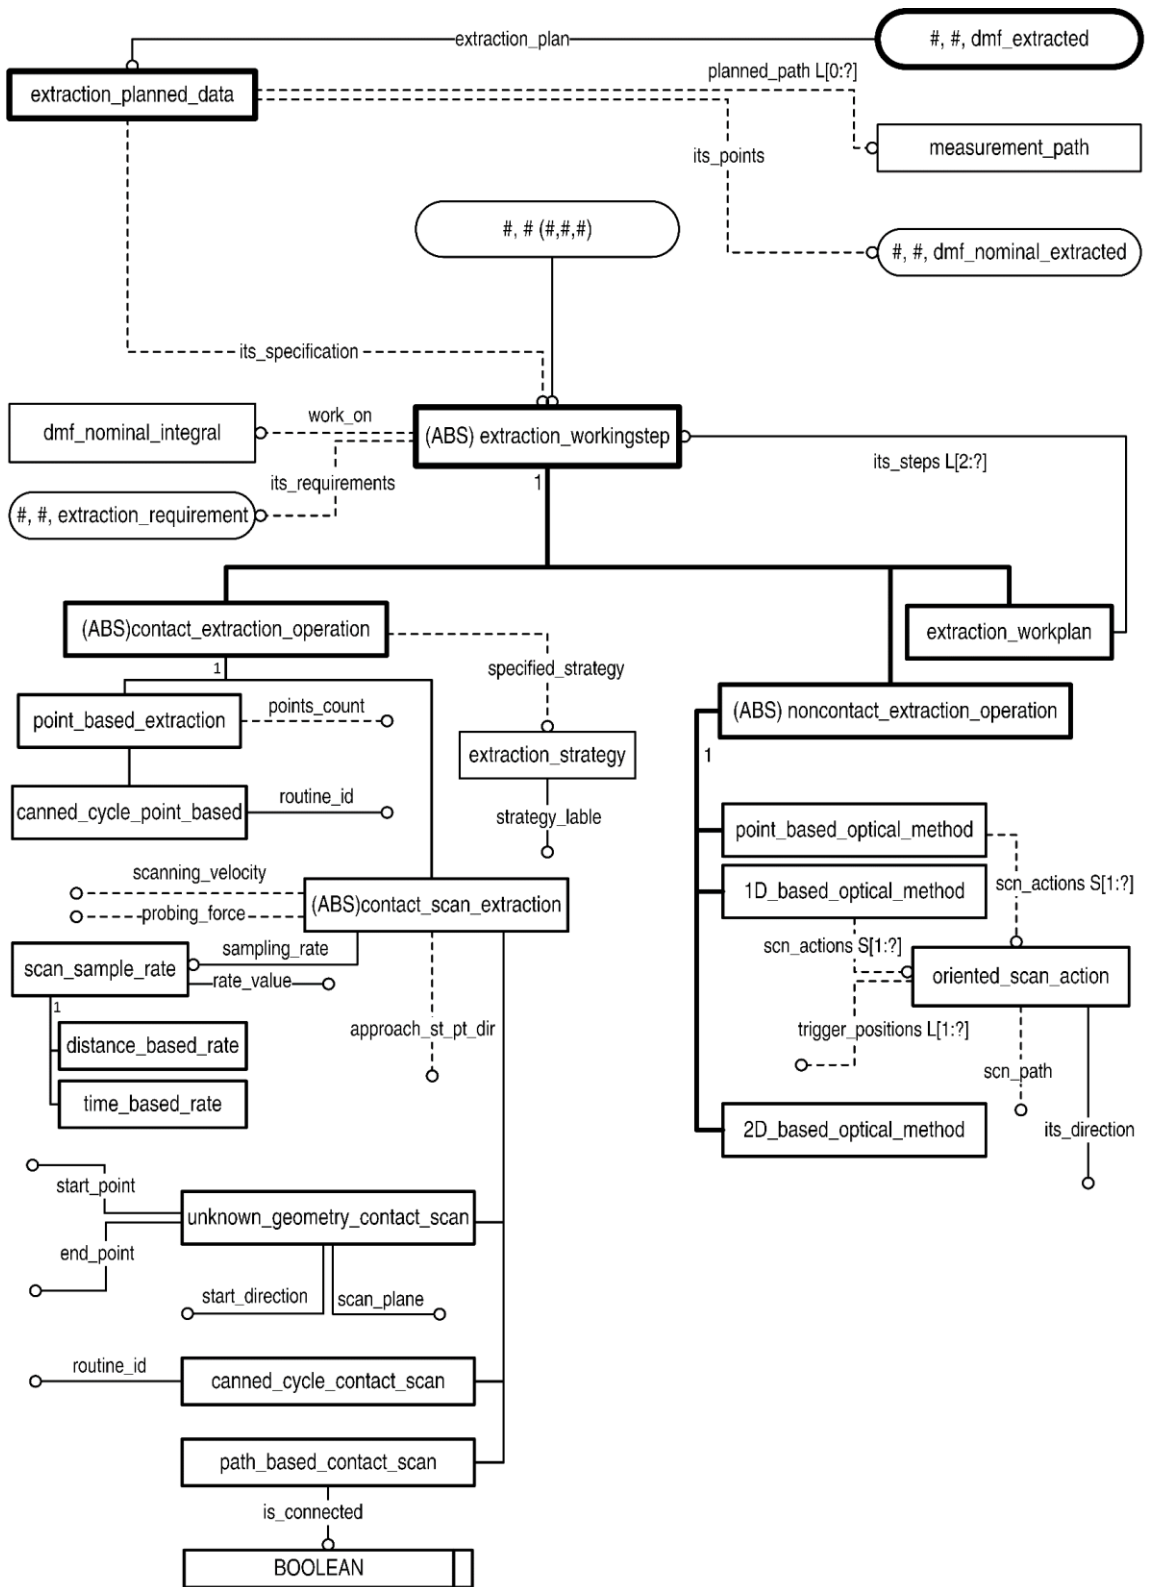 extraction_plan
#, #, dmf_extracted
extraction_planned_data
planned_path L[0:?]
measurement_path
its_points
#, # (#,#,#)
#, #, dmf_nominal_extracted
its_specification
dmf_nominal_integral
work_on
(ABS) extraction_workingstep
its_steps L[2:?]
its_requirements
1
#, #, extraction_requirement
(ABS)contact_extraction_operation
extraction_workplan
1
specified_strategy
point_based_extraction
points_count
(ABS) noncontact_extraction_operation
extraction_strategy
1
canned_cycle_point_based
routine_id
strategy_lable
point_based_optical_method
scanning_velocity
1D_based_optical_method
scn_actions S[1:?]
probing_force
(ABS)contact_scan_extraction
scn_actions S[1:?]
sampling_rate
scan_sample_rate
rate_value
oriented_scan_action
1
approach_st_pt_dir
trigger_positions L[1:?]
distance_based_rate
scn_path
time_based_rate
2D_based_optical_method
its_direction
start_point
unknown_geometry_contact_scan
end_point
start_direction
scan_plane
routine_id
canned_cycle_contact_scan
path_based_contact_scan
is_connected
BOOLEAN